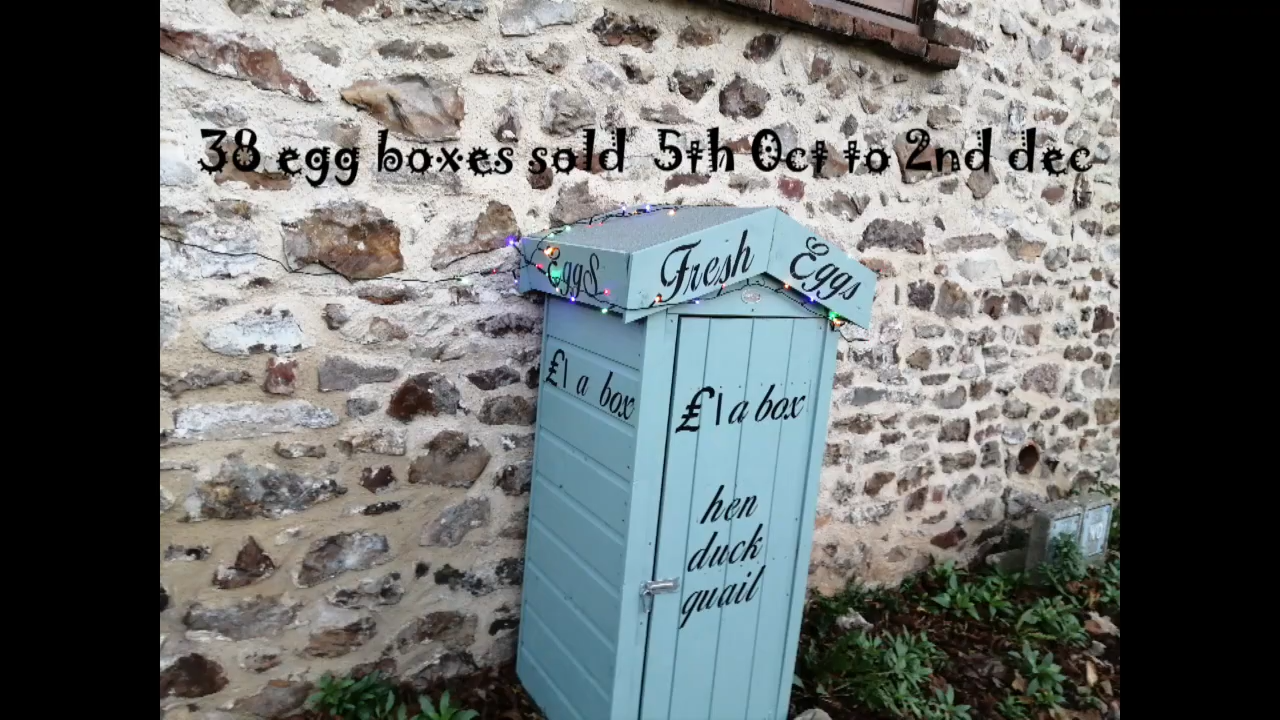 38 egg boxes sold 5th Oct to 2nd dec
Eggs
Fresh Eggs
£1 a box
£1 a box
hen
duck
quail